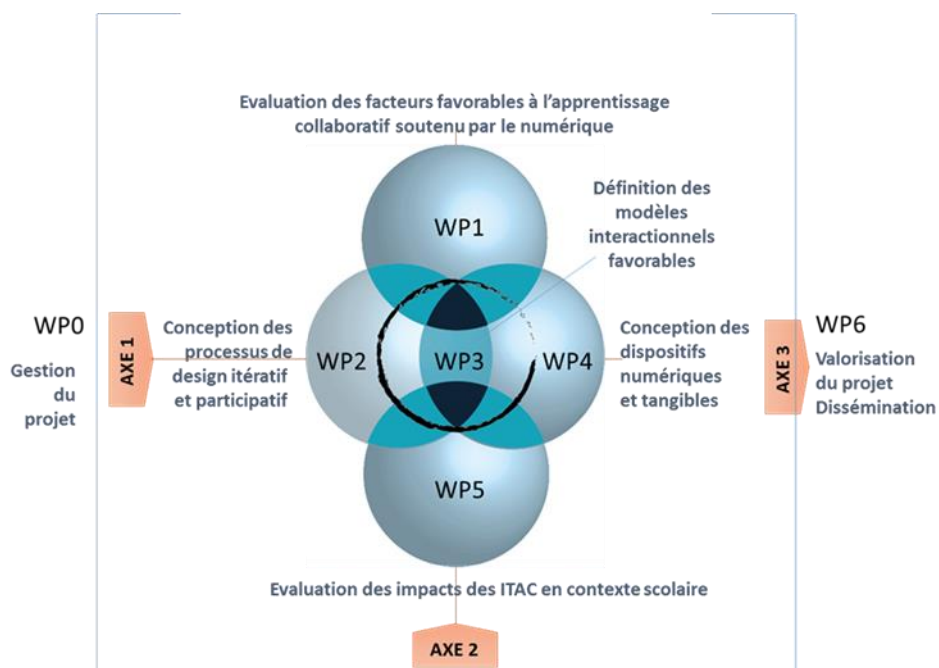 Evaluation des facteurs favorables à l'apprentissage
collaboratif soutenu par le numérique
Définition des
modèles
interactionnels
favorables
WP1
WP0
Gestion
du
projet
AXE 1
Conception des
processus de
design itératif
et participatif
WP2
WP3
WP4
Conception des
dispositifs
numériques
et tangibles
AXE 3
WP6
Valorisation
du projet
Dissémination
WP5
Evaluation des impacts des ITAC en contexte scolaire
AXE 2